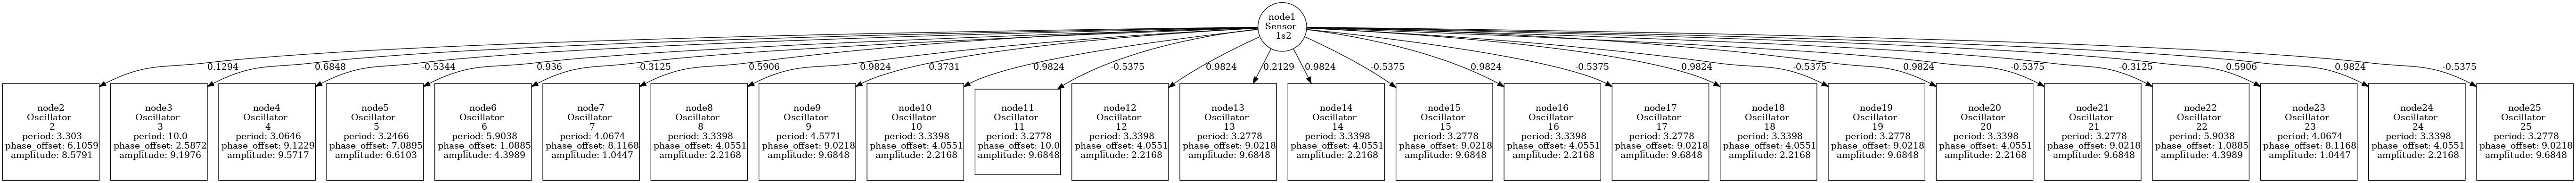 node1
Sensor
1s2
0.1294
0.6848
-0.5344
0.936
-0.3125
0.5906
0.9824
0.3731
0.9824
-0.5375
0.9824
0.2129
0.9824
-0.5375
0.9824
-0.5375
0.9824
-0.5375
0.9824
-0.5375
-0.3125
0.5906
0.9824
-0.5375
node2
Oscillator
2
period: 3.303
phase_offset: 6.1059
amplitude: 8.5791
node3
Oscillator
3
period: 10.0
phase_offset: 2.5872
amplitude: 9.1976
node4
Oscillator
4
period: 3.0646
phase_offset: 9.1229
amplitude: 9.5717
node5
Oscillator
5
period: 3.2466
phase_offset: 7.0895
amplitude: 6.6103
node6
Oscillator
6
period: 5.9038
phase_offset: 1.0885
amplitude: 4.3989
node7
Oscillator
7
period: 4.0674
phase_offset: 8.1168
amplitude: 1.0447
node8
Oscillator
8
period: 3.3398
phase_offset: 4.0551
amplitude: 2.2168
node9
Oscillator
9
period: 4.5771
phase_offset: 9.0218
amplitude: 9.6848
node10
Oscillator
10
period: 3.3398
phase_offset: 4.0551
amplitude: 2.2168
node11
Oscillator
11
period: 3.2778
phase_offset: 10.0
amplitude: 9.6848
node12
Oscillator
12
period: 3.3398
phase_offset: 4.0551
amplitude: 2.2168
node13
Oscillator
13
period: 3.2778
phase_offset: 9.0218
amplitude: 9.6848
node14
Oscillator
14
period: 3.3398
phase_offset: 4.0551
amplitude: 2.2168
node15
Oscillator
15
period: 3.2778
phase_offset: 9.0218
amplitude: 9.6848
node16
Oscillator
16
period: 3.3398
phase_offset: 4.0551
amplitude: 2.2168
node17
Oscillator
17
period: 3.2778
phase_offset: 9.0218
amplitude: 9.6848
node18
Oscillator
18
period: 3.3398
phase_offset: 4.0551
amplitude: 2.2168
node19
Oscillator
19
period: 3.2778
phase_offset: 9.0218
amplitude: 9.6848
node20
Oscillator
20
period: 3.3398
phase_offset: 4.0551
amplitude: 2.2168
node21
Oscillator
21
period: 3.2778
phase_offset: 9.0218
amplitude: 9.6848
node22
Oscillator
22
period: 5.9038
phase_offset: 1.0885
amplitude: 4.3989
node23
Oscillator
23
period: 4.0674
phase_offset: 8.1168
amplitude: 1.0447
node24
Oscillator
24
period: 3.3398
phase_offset: 4.0551
amplitude: 2.2168
node25
Oscillator
25
period: 3.2778
phase_offset: 9.0218
amplitude: 9.6848